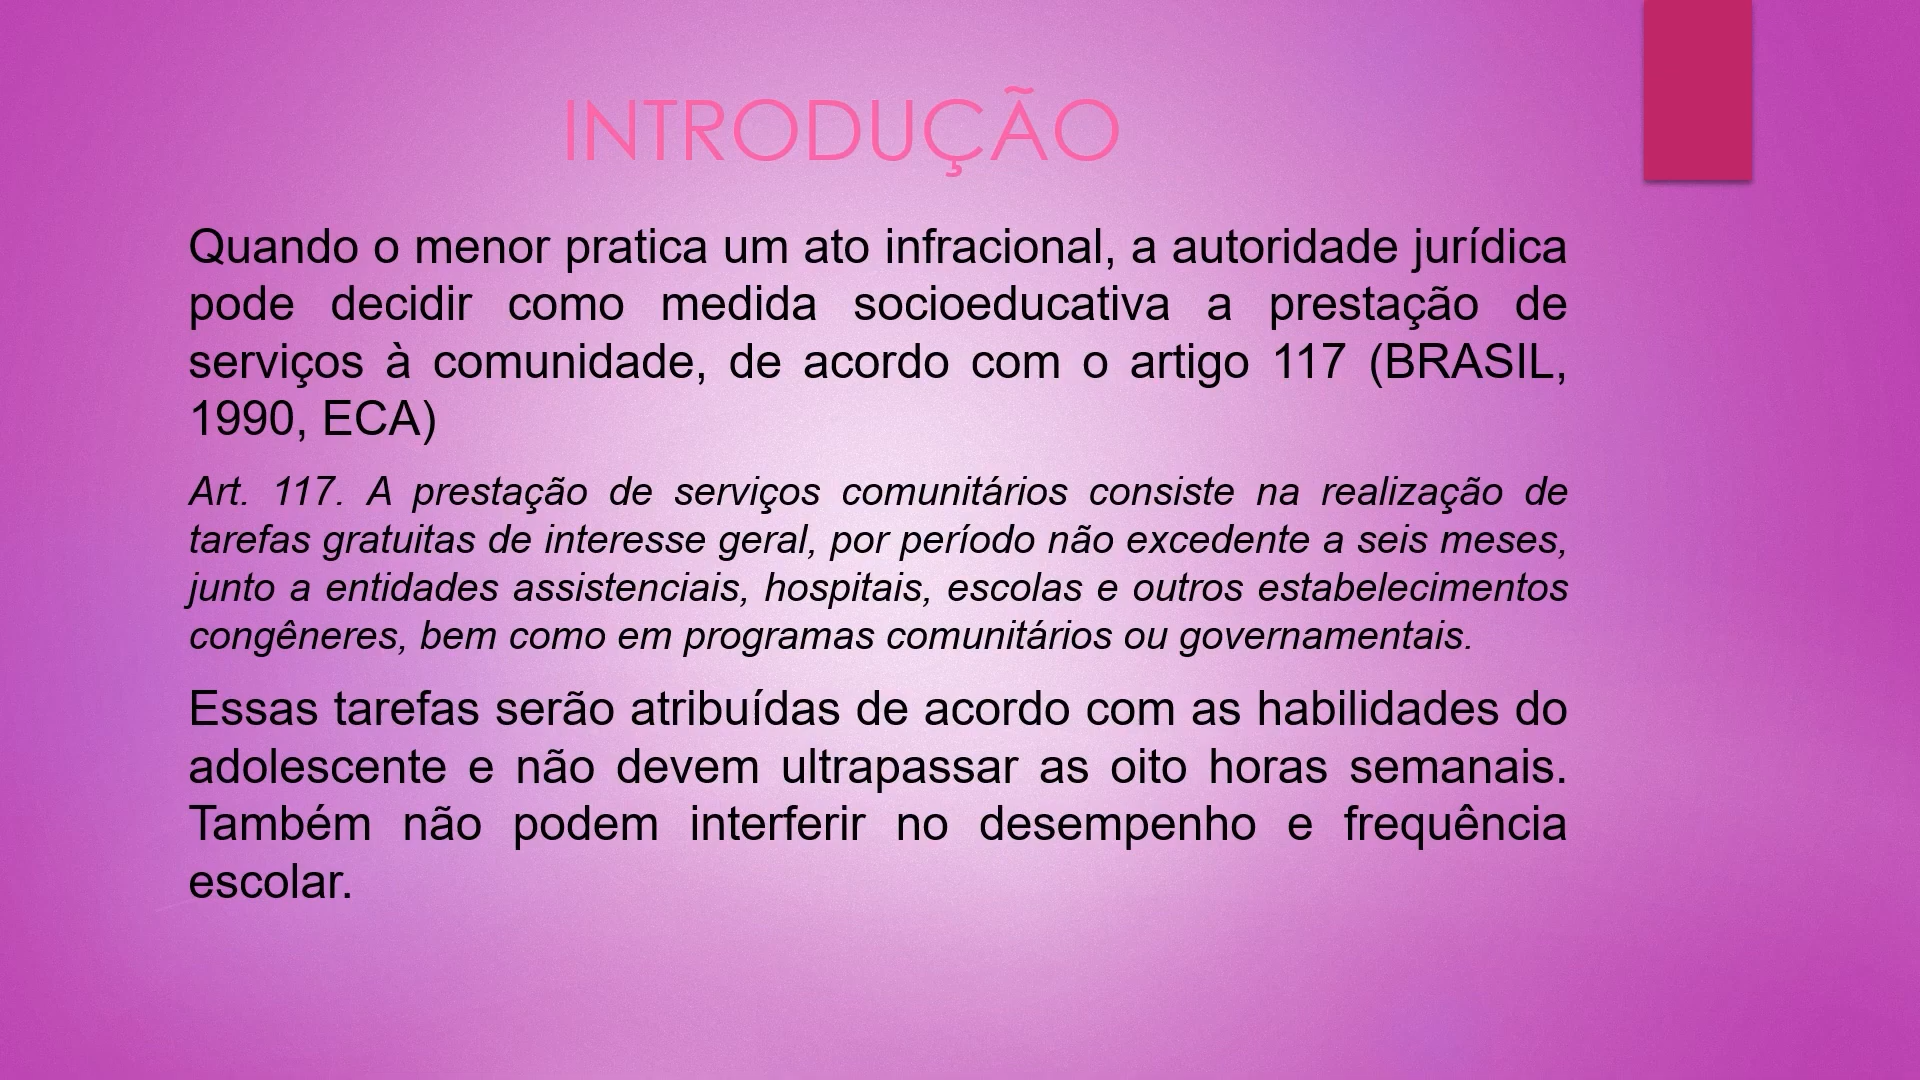 INTRODUÇÃO
Quando o menor pratica um ato infracional, a autoridade jurídica
pode decidir como medida socioeducativa a prestação de
serviços à comunidade, de acordo com o artigo 117 (BRASIL,
1990, ECA)
Art. 117. A prestação de serviços comunitários consiste na realização de
tarefas gratuitas de interesse geral, por período não excedente a seis meses,
junto a entidades assistenciais, hospitais, escolas e outros estabelecimentos
congêneres, bem como em programas comunitários ou governamentais.
Essas tarefas serão atribuídas de acordo com as habilidades do
adolescente e não devem ultrapassar as oito horas semanais.
Também não podem interferir no desempenho e frequência
escolar.